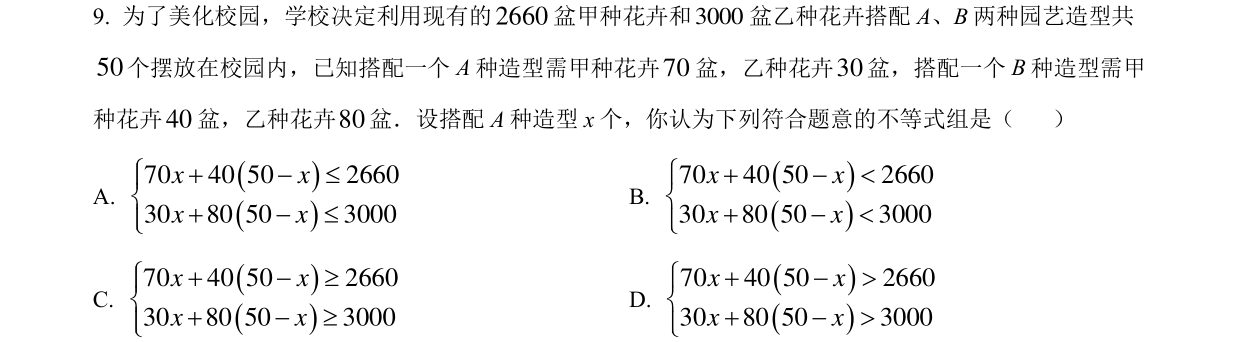 9. 为了美化校园，学校决定利用现有的2660盆甲种花卉和3000盆乙种花卉搭配 A、B 两种园艺造型共
50个摆放在校园内，已知搭配一个 A 种造型需甲种花卉70盆，乙种花卉30盆，搭配一个 B 种造型需甲
种花卉40盆，乙种花卉80盆．设搭配 A 种造型 x 个，你认为下列符合题意的不等式组是（　　）
A. {70x+40(50−x)≤2660
30x+80(50−x)≤3000
B. {70x+40(50−x)<2660
30x+80(50−x)<3000
C. {70x+40(50−x)≥2660
30x+80(50−x)≥3000
D. {70x+40(50−x)>2660
30x+80(50−x)>3000